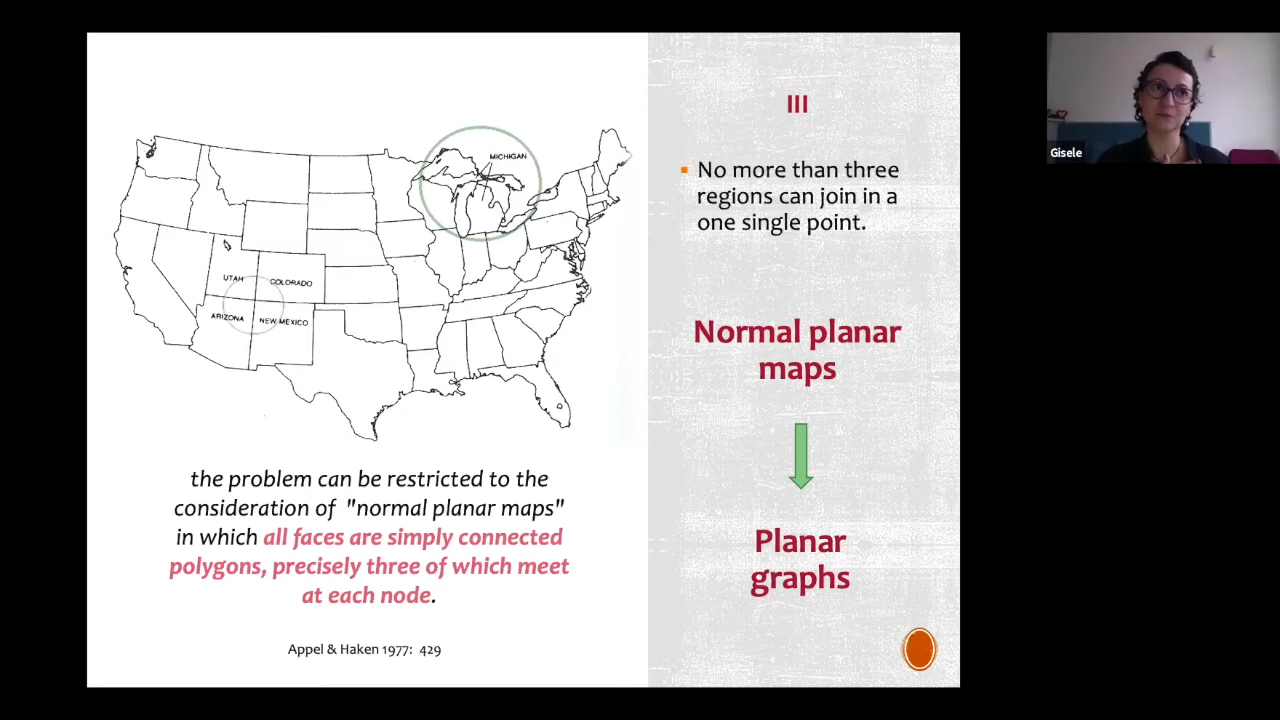 MICHIGAN
UTAH
COLORADO
ARIZONA
NEW MEXICO
the problem can be restricted to the
consideration of "normal planar maps"
in which all faces are simply connected
polygons, precisely three of which meet
at each node.
Appel & Haken 1977: 429
III
No more than three
regions can join in a
one single point.
Normal planar
maps
Planar
graphs
Gisele